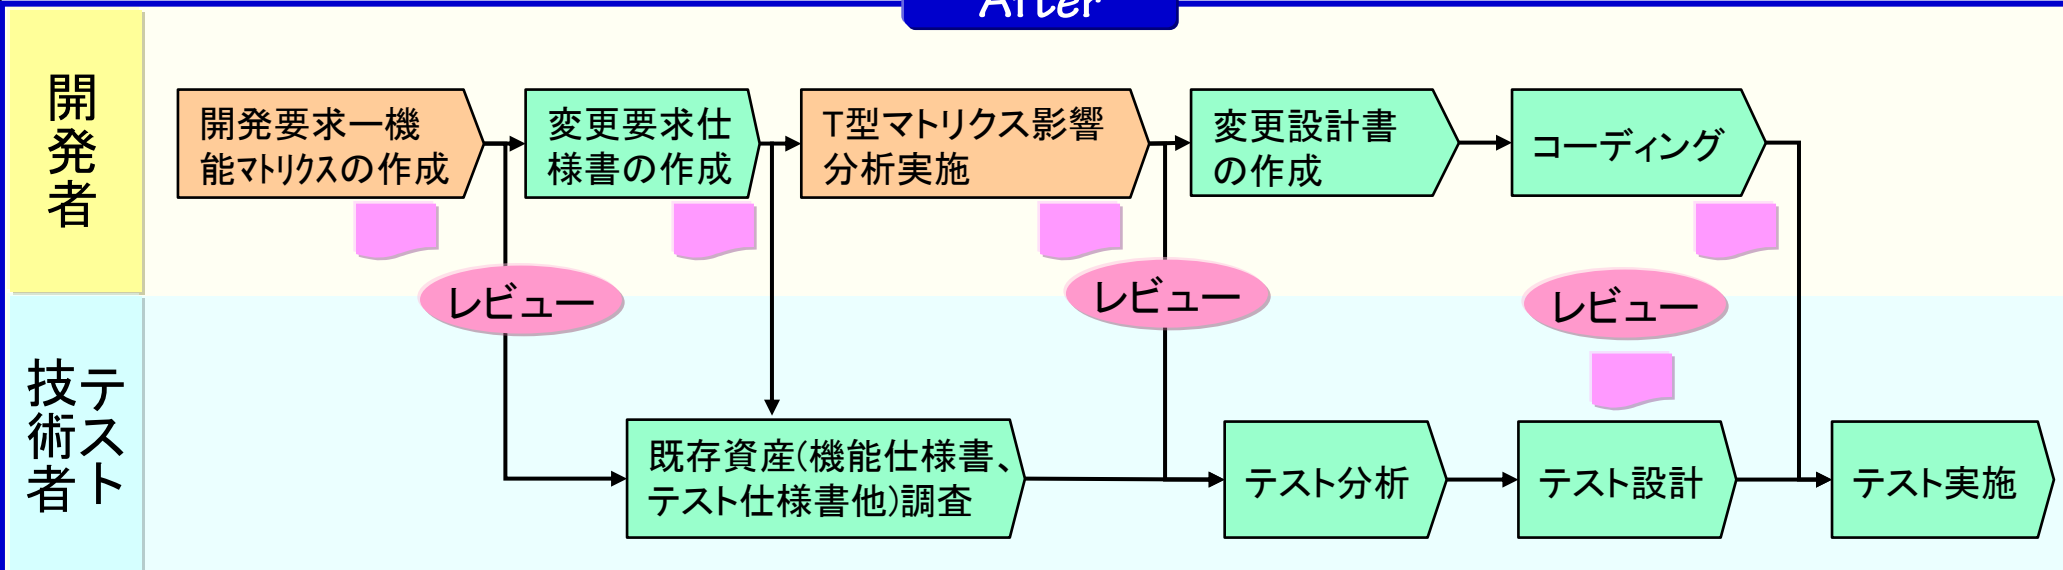 After
開発者
開発要求ー機
能マトリクスの作成
変更要求仕
様書の作成
T型マトリクス影響
分析実施
変更設計書
の作成
コーディング
レビュー
レビュー
レビュー
テスト
技術者
既存資産(機能仕様書、
テスト仕様書他)調査
テスト分析
テスト設計
テスト実施